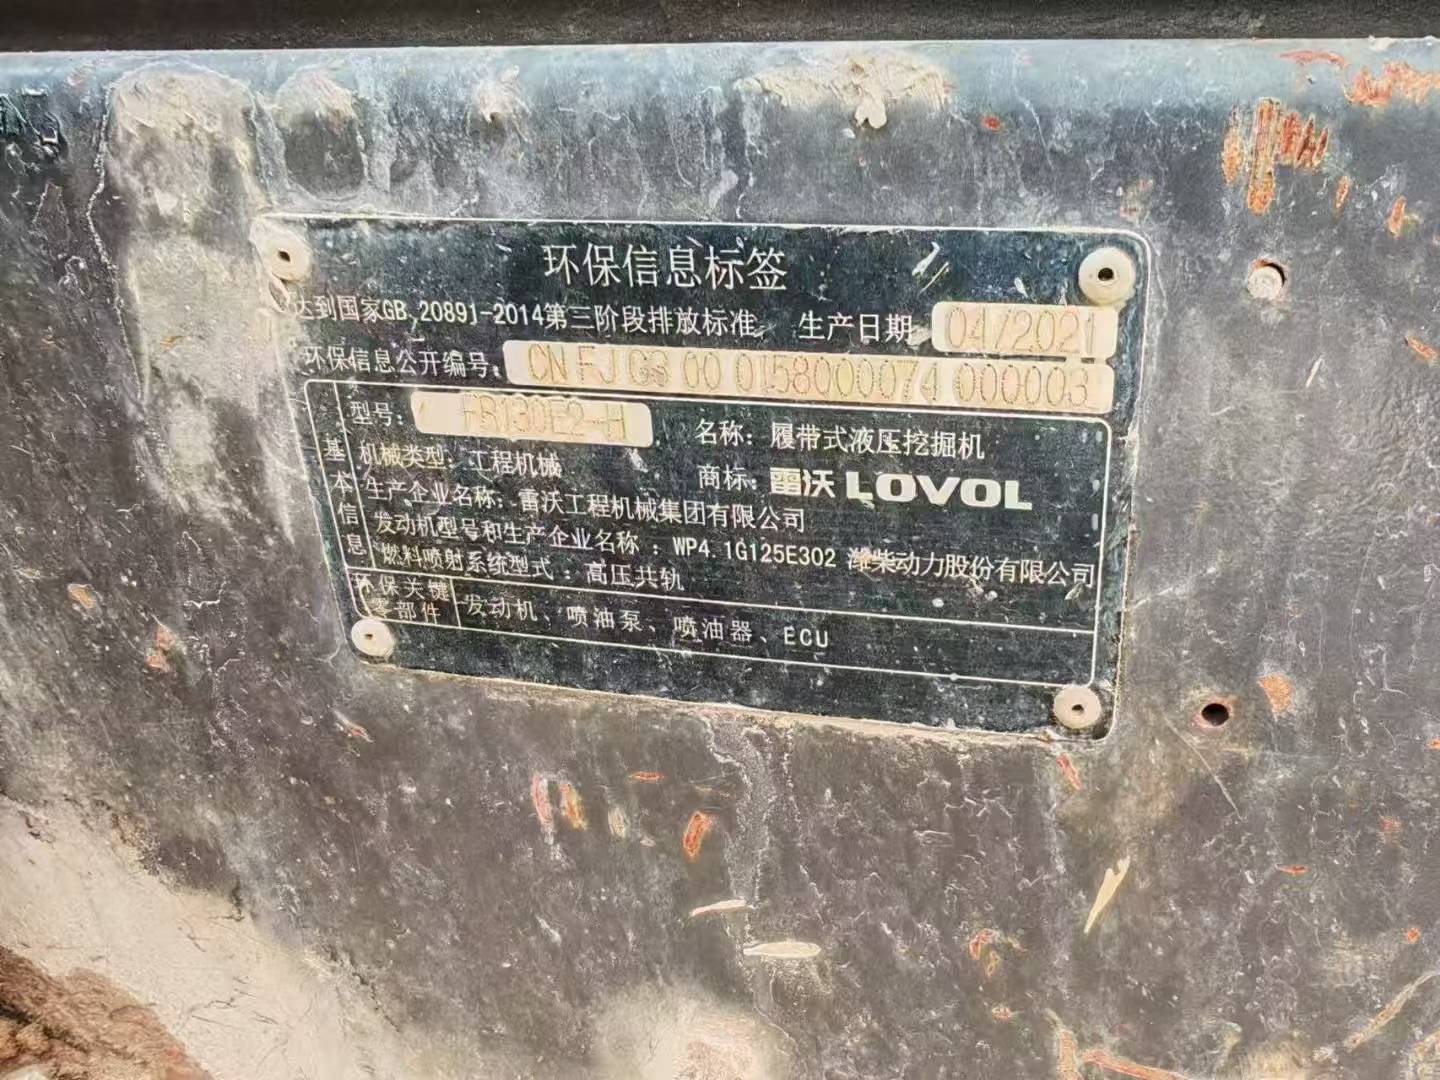 环保信息标签
达到国家GB 20891-2014第三阶段排放标准 生产日期 04/2021
环保信息公开编号: CN FJ G3 00 0158000074 000003
基本信息
型号: FR130E2-H 名称: 履带式液压挖掘机
机械类型: 工程机械 商标: 雷沃 LOVOL
生产企业名称: 雷沃工程机械集团有限公司
发动机型号和生产企业名称: WP4.1G125E302 潍柴动力股份有限公司
燃料喷射系统型式: 高压共轨
环保关键零部件 发动机、喷油泵、喷油器、ECU